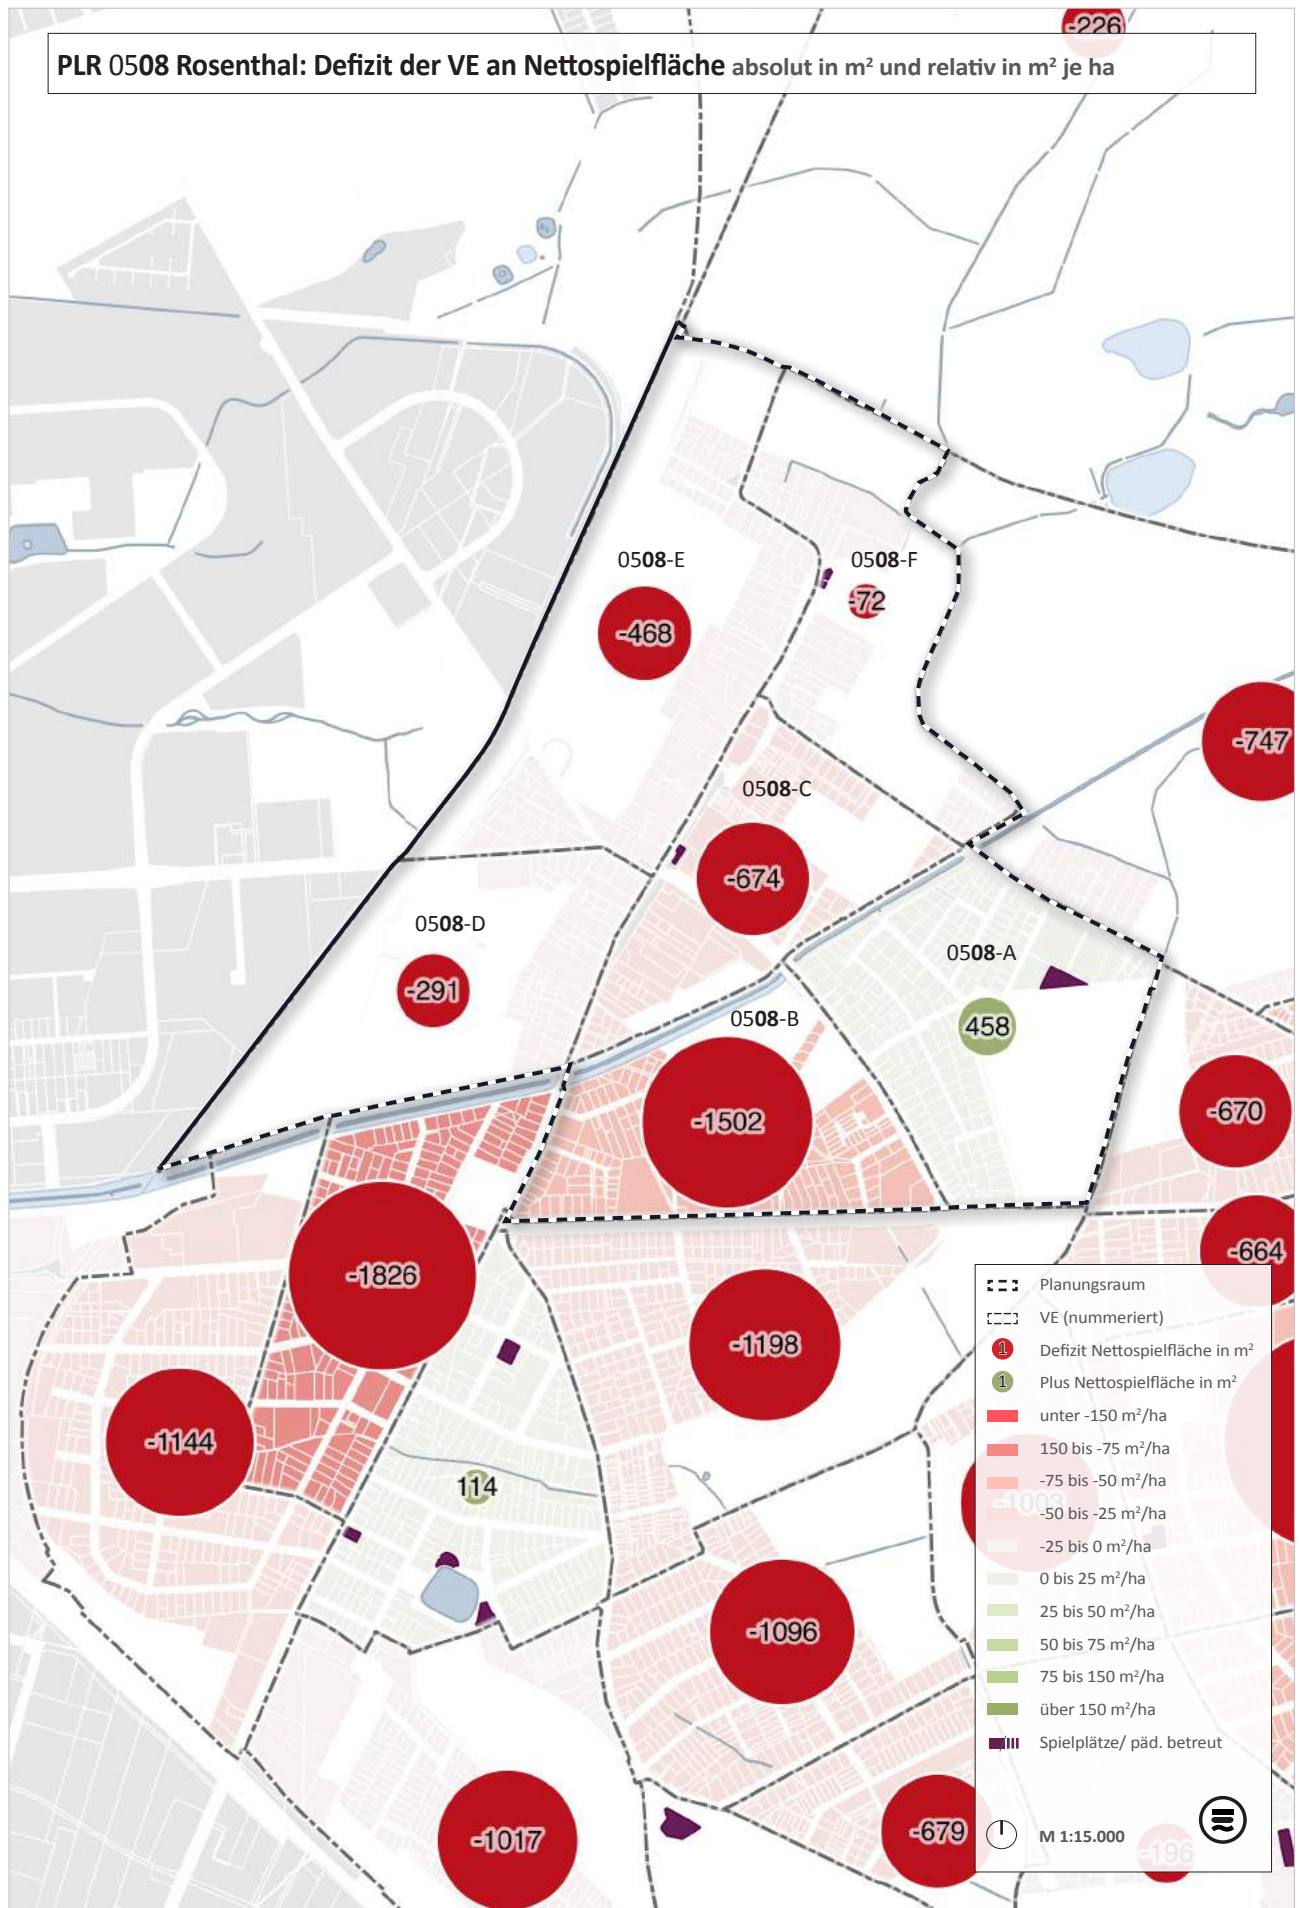 -226
PLR 0508 Rosenthal: Defizit der VE an Nettospielfläche absolut in m² und relativ in m² je ha
0508-E
0508-F
-468
-72
-747
0508-C
-674
0508-D
0508-A
-291
0508-B
458
-1502
-670
-664
-1826
-1198
-1144
114
-1003
-1096
-1017
-679
-196
Planungsraum
VE (nummeriert)
1 Defizit Nettospielfläche in m²
1 Plus Nettospielfläche in m²
unter -150 m²/ha
150 bis -75 m²/ha
-75 bis -50 m²/ha
-50 bis -25 m²/ha
-25 bis 0 m²/ha
0 bis 25 m²/ha
25 bis 50 m²/ha
50 bis 75 m²/ha
75 bis 150 m²/ha
über 150 m²/ha
Spielplätze/ päd. betreut
M 1:15.000